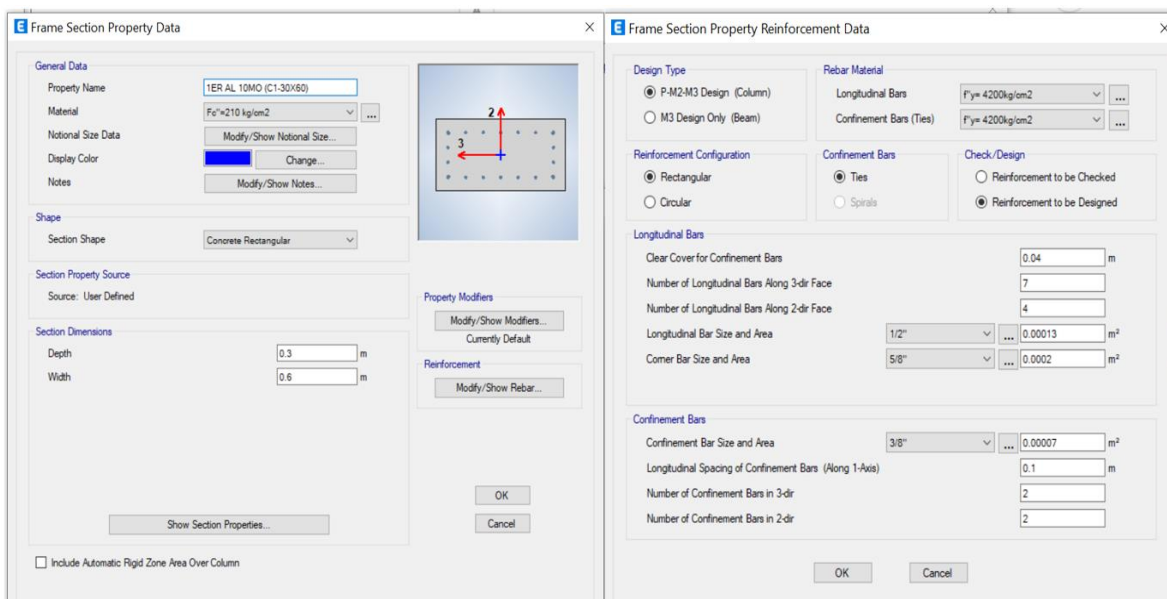 E Frame Section Property Data
General Data
Property Name 1ER AL 10MO (C1-30X60)
Material Fc"=210 kg/cm2 ...
Notional Size Data Modify/Show Notional Size...
Display Color Change...
Notes Modify/Show Notes...
2
3
Shape
Section Shape Concrete Rectangular
Section Property Source
Source: User Defined
Section Dimensions
Depth 0.3 m
Width 0.6 m
Property Modifiers
Modify/Show Modifiers...
Currently Default
Reinforcement
Modify/Show Rebar...
Show Section Properties...
OK
Cancel
Include Automatic Rigid Zone Area Over Column
E Frame Section Property Reinforcement Data
Design Type
P-M2-M3 Design (Column)
M3 Design Only (Beam)
Rebar Material
Longitudinal Bars f"y= 4200kg/cm2 ...
Confinement Bars (Ties) f"y= 4200kg/cm2 ...
Reinforcement Configuration
Rectangular
Circular
Confinement Bars
Ties
Spirals
Check/Design
Reinforcement to be Checked
Reinforcement to be Designed
Longitudinal Bars
Clear Cover for Confinement Bars 0.04 m
Number of Longitudinal Bars Along 3-dir Face 7
Number of Longitudinal Bars Along 2-dir Face 4
Longitudinal Bar Size and Area 1/2" ... 0.00013 m²
Corner Bar Size and Area 5/8" ... 0.0002 m²
Confinement Bars
Confinement Bar Size and Area 3/8" ... 0.00007 m²
Longitudinal Spacing of Confinement Bars (Along 1-Axis) 0.1 m
Number of Confinement Bars in 3-dir 2
Number of Confinement Bars in 2-dir 2
OK Cancel